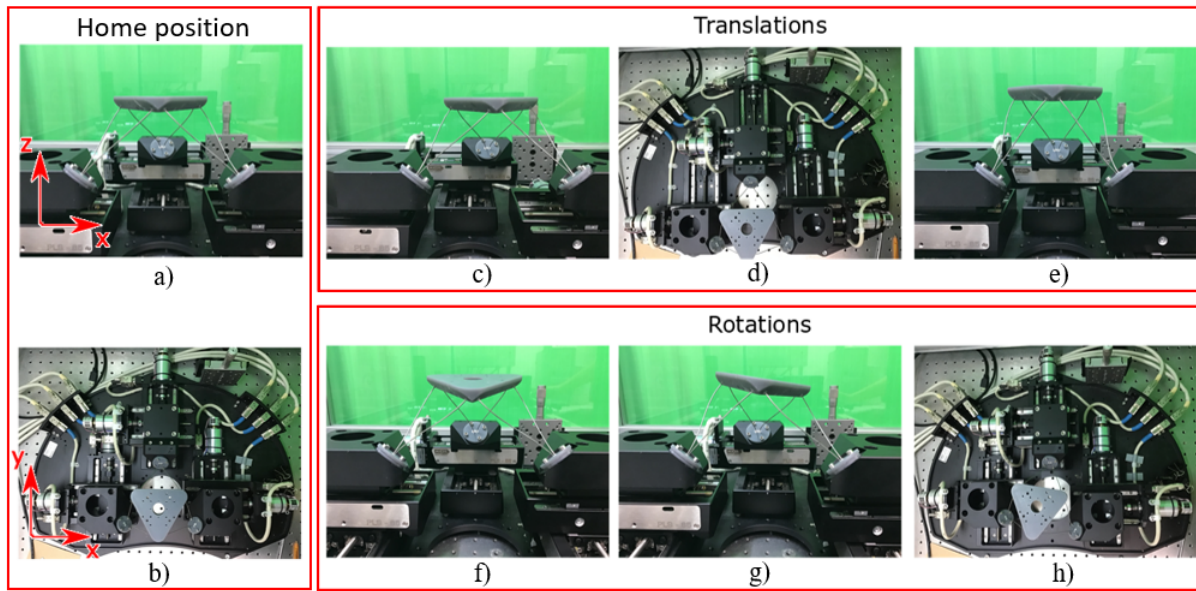 Home position
Translations
z
x
a)
c)
d)
e)
Rotations
y
x
b)
f)
g)
h)